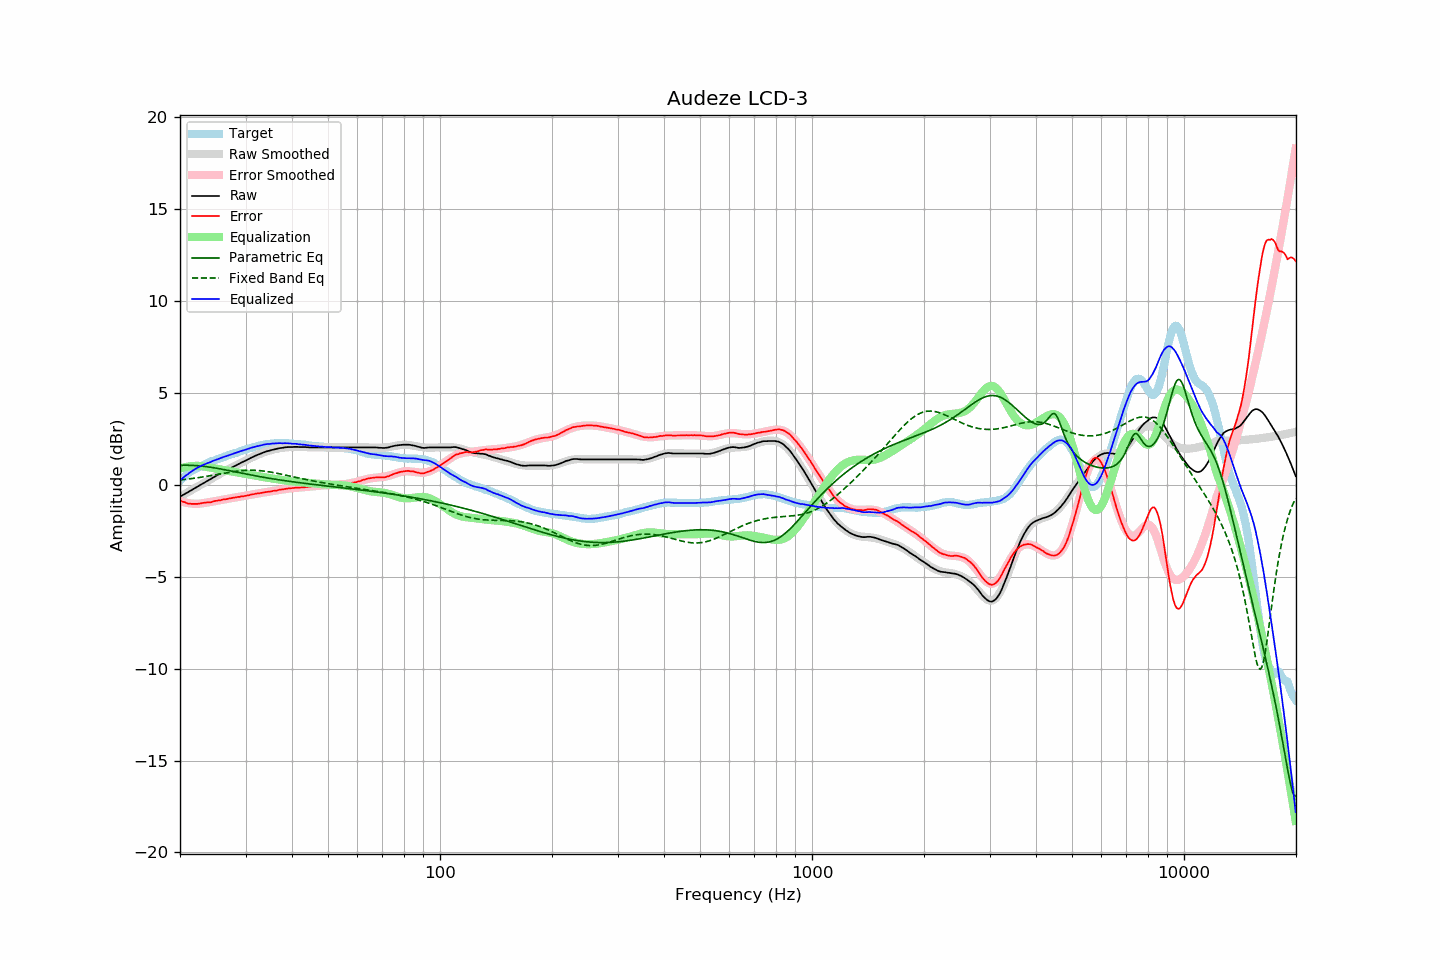 Audeze LCD-3
20
15
10
5
0
−5
−10
−15
−20
Amplitude (dBr)
Target
Raw Smoothed
Error Smoothed
Raw
Error
Equalization
Parametric Eq
Fixed Band Eq
Equalized
100
1000
10000
Frequency (Hz)